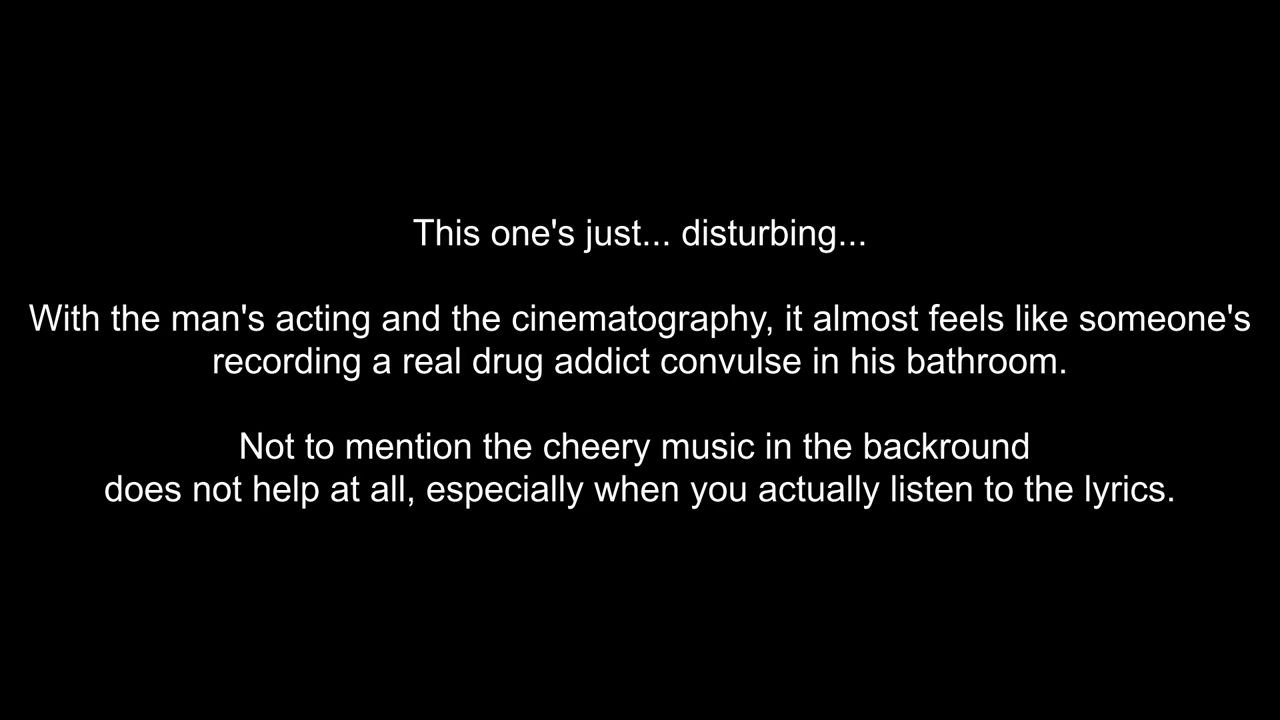 This one's just... disturbing...
With the man's acting and the cinematography, it almost feels like someone's
recording a real drug addict convulse in his bathroom.
Not to mention the cheery music in the backround
does not help at all, especially when you actually listen to the lyrics.